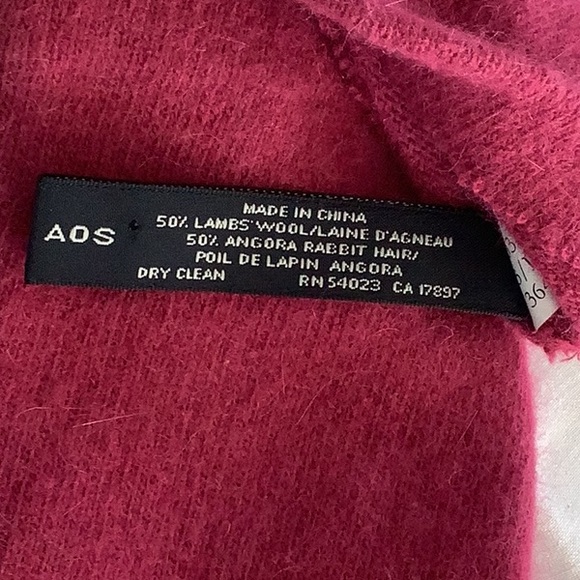 AOS
MADE IN CHINA
50% LAMBS' WOOL/LAINE D'AGNEAU
50% ANGORA RABBIT HAIR/
POIL DE LAPIN ANGORA
DRY CLEAN RN 54023 CA 17897